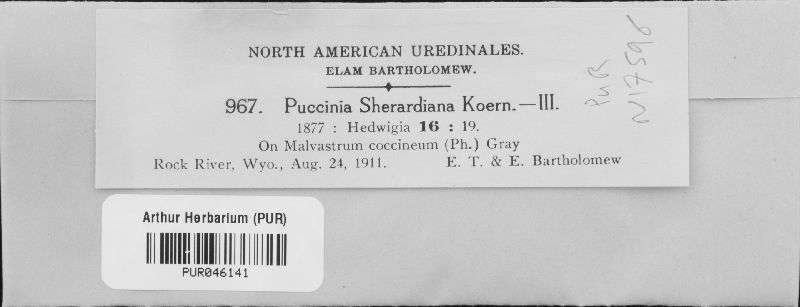 NORTH AMERICAN UREDINALES.
ELAM BARTHOLOMEW.
967. Puccinia Sherardiana Koern.—III.
1877 : Hedwigia 16 : 19.
On Malvastrum coccineum (Ph.) Gray
Rock River, Wyo., Aug. 24, 1911. E. T. & E. Bartholomew
PUR
N17596
Arthur Herbarium (PUR)
PUR046141